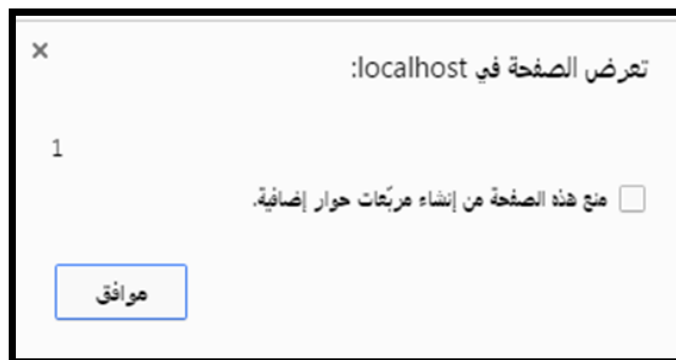 تعرض الصفحة في localhost:
1
منع هذه الصفحة من إنشاء مربّعات حوار إضافية.
موافق